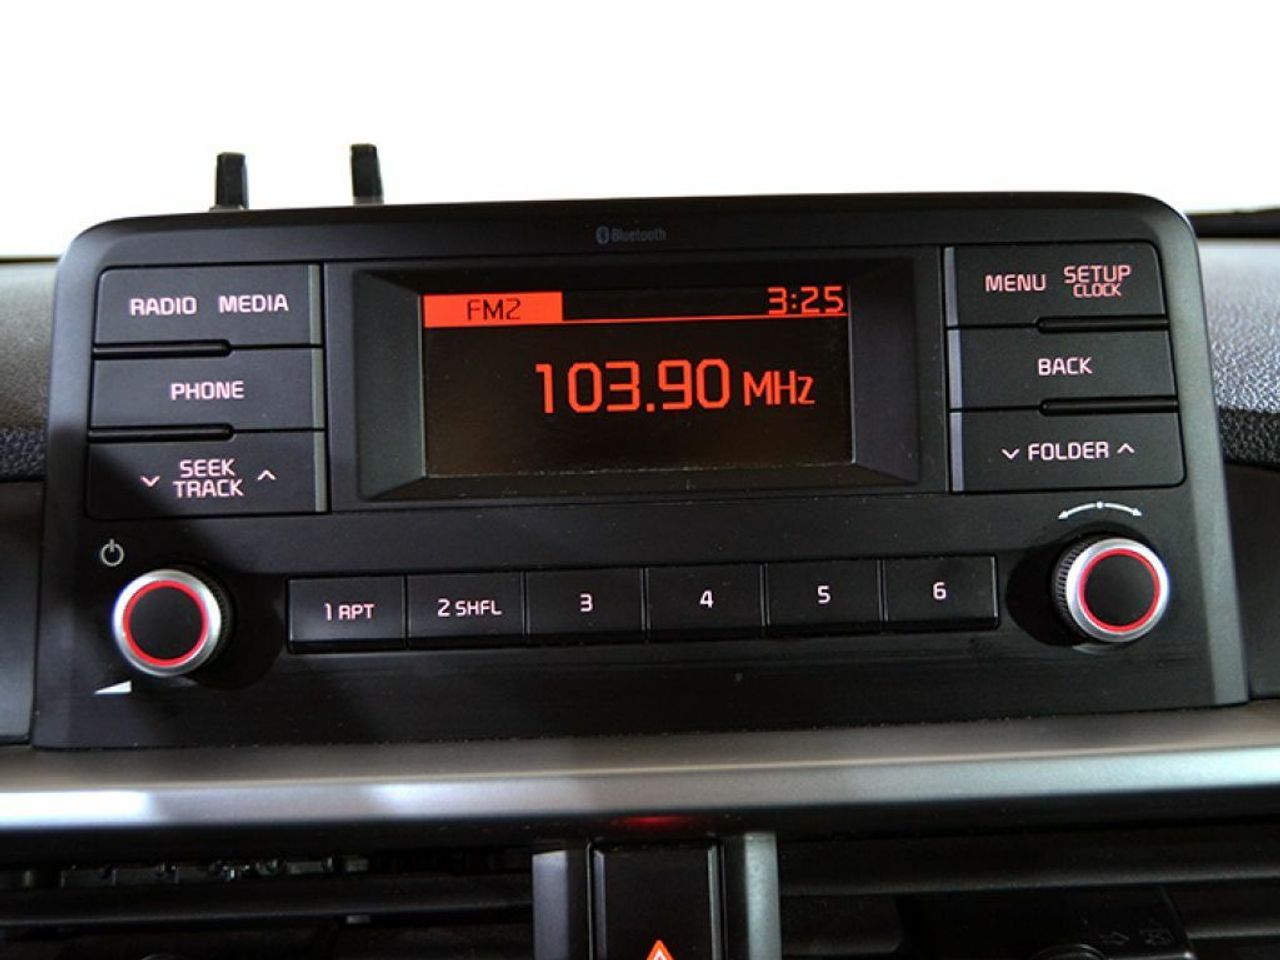 Bluetooth
RADIO MEDIA
PHONE
SEEK
TRACK
FM2 3:25
103.90 MHz
MENU SETUP
CLOCK
BACK
FOLDER
1 RPT 2 SHFL 3 4 5 6